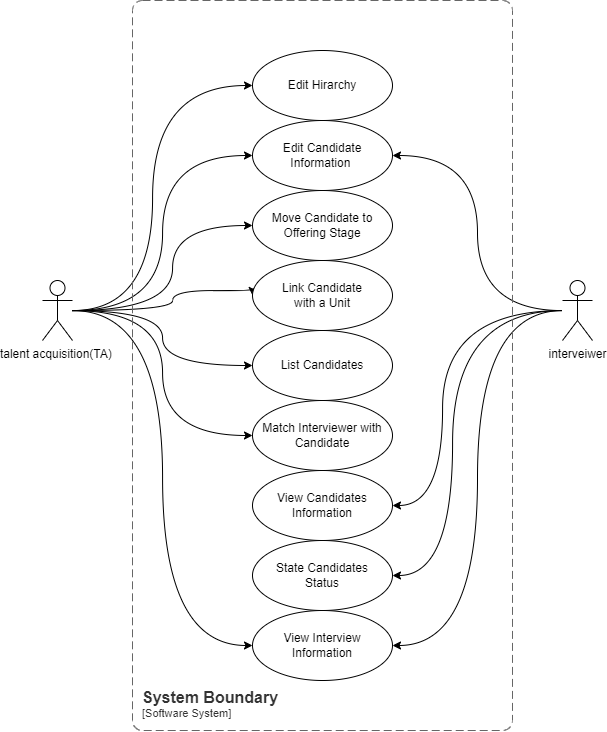 Edit Hirarchy
Edit Candidate
Information
Move Candidate to
Offering Stage
Link Candidate
with a Unit
talent acquisition(TA)
interveiwer
List Candidates
Match Interviewer with
Candidate
View Candidates
Information
State Candidates
Status
View Interview
Information
System Boundary
[Software System]